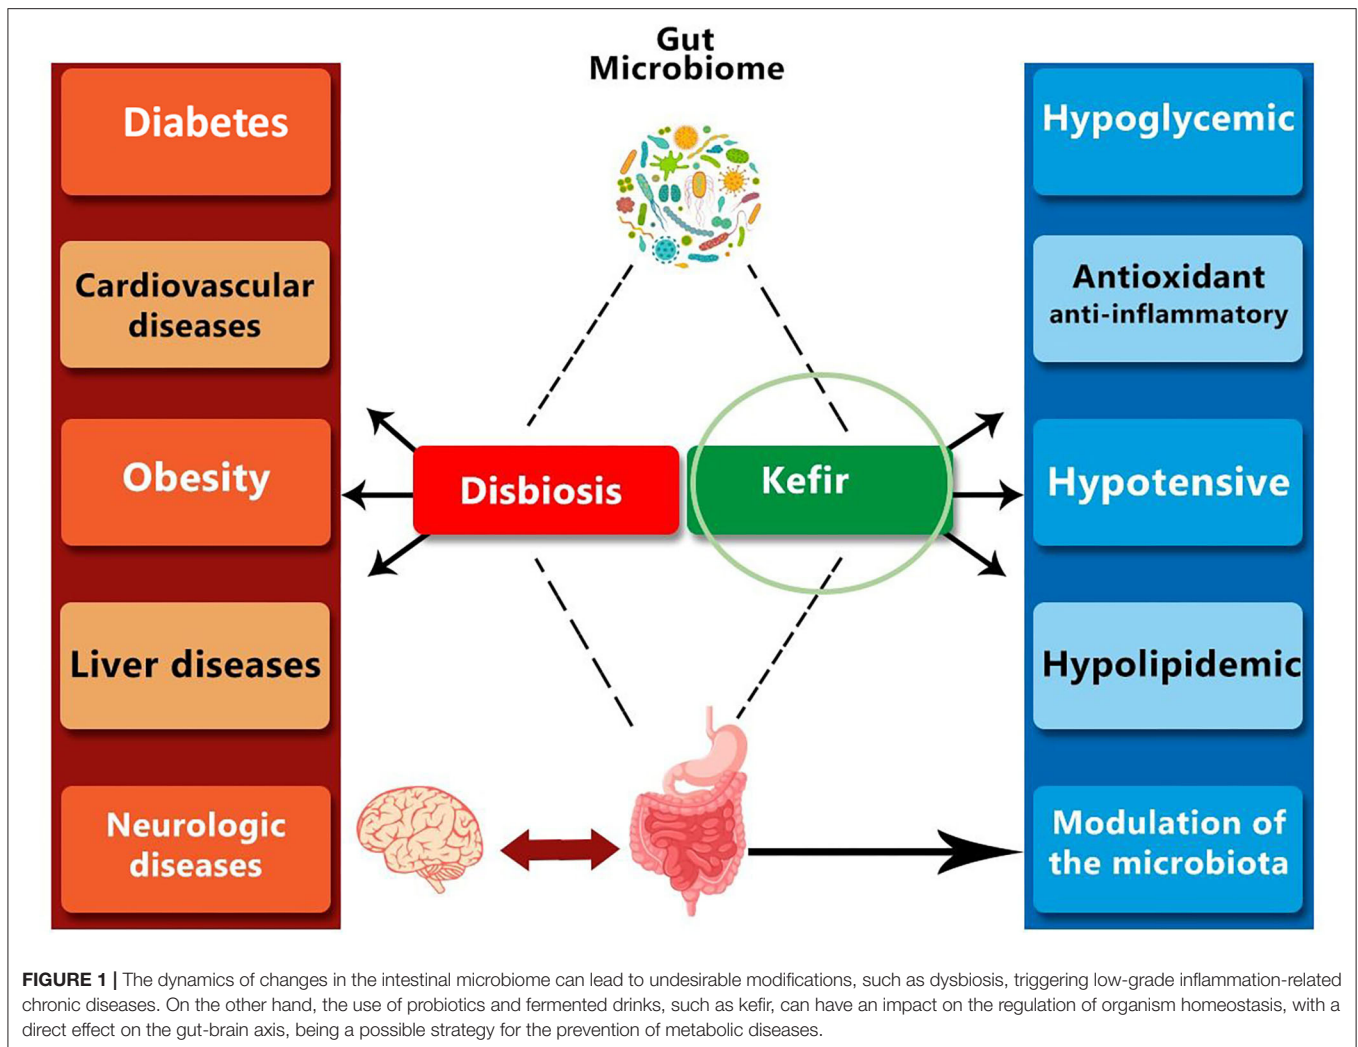 Gut
Microbiome
Diabetes
Cardiovascular
diseases
Obesity
Liver diseases
Neurologic
diseases
Disbiosis
Kefir
Hypoglycemic
Antioxidant
anti-inflammatory
Hypotensive
Hypolipidemic
Modulation of
the microbiota
FIGURE 1 | The dynamics of changes in the intestinal microbiome can lead to undesirable modifications, such as dysbiosis, triggering low-grade inflammation-related
chronic diseases. On the other hand, the use of probiotics and fermented drinks, such as kefir, can have an impact on the regulation of organism homeostasis, with a
direct effect on the gut-brain axis, being a possible strategy for the prevention of metabolic diseases.